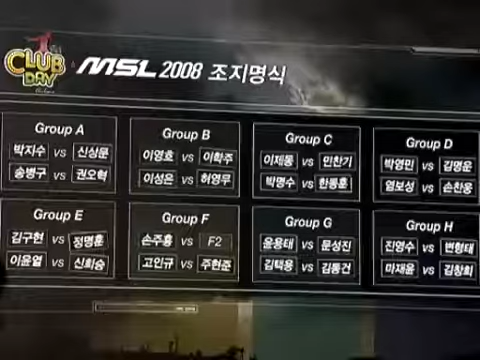 CLUB DAY MSL 2008 조지명식
Group A
박지수 vs 신상문
송병구 vs 권오혁
Group B
이영호 vs 이학주
이성은 vs 허영무
Group C
이제동 vs 민찬기
박명수 vs 한동훈
Group D
박영민 vs 김명운
염보성 vs 손찬웅
Group E
김구현 vs 정명훈
이윤열 vs 신희승
Group F
손주흥 vs F2
고인규 vs 주현준
Group G
윤용태 vs 문성진
김택용 vs 김동건
Group H
진영수 vs 변형태
마재윤 vs 김창희